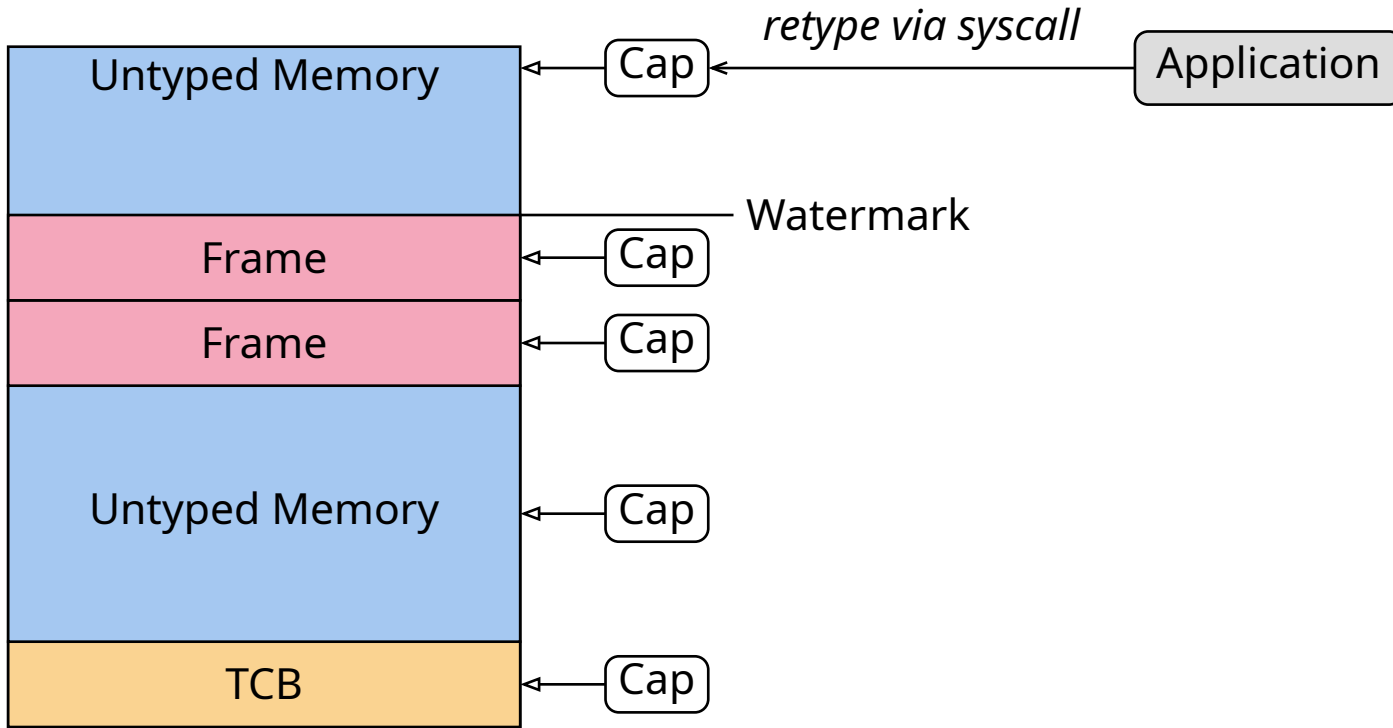 retype via syscall
Untyped Memory
Cap
Application
Watermark
Frame
Cap
Frame
Cap
Untyped Memory
Cap
TCB
Cap